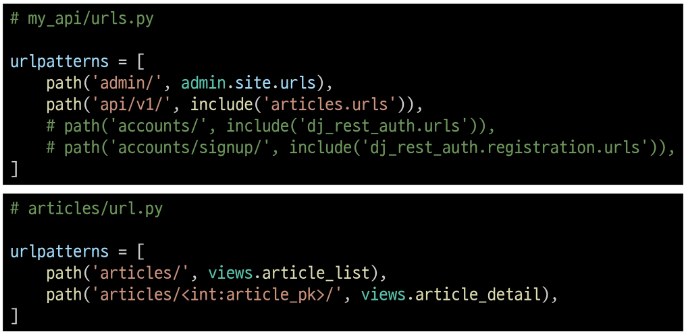 # my_api/urls.py
urlpatterns = [
    path('admin/', admin.site.urls),
    path('api/v1/', include('articles.urls')),
    # path('accounts/', include('dj_rest_auth.urls')),
    # path('accounts/signup/', include('dj_rest_auth.registration.urls')),
]
# articles/url.py
urlpatterns = [
    path('articles/', views.article_list),
    path('articles/<int:article_pk>/', views.article_detail),
]